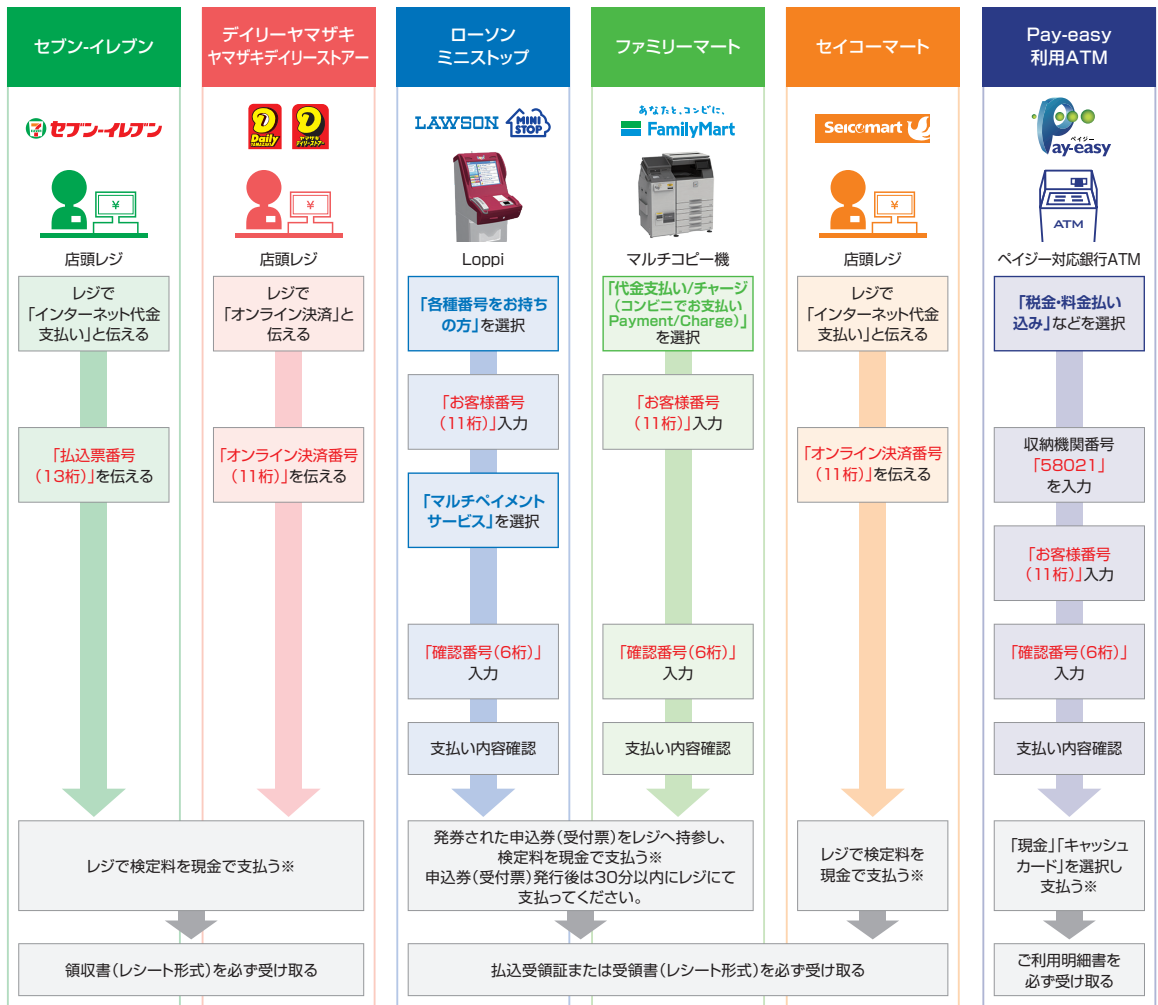 セブン-イレブン
デイリーヤマザキ
ヤマザキデイリーストアー
ローソン
ミニストップ
ファミリーマート
セイコーマート
Pay-easy
利用ATM
セブン-イレブン
Daily
YAMAZAKI
ヤマザキ
デイリーストアー
LAWSON
MINI
STOP
あなたと、コンビに、
FamilyMart
Seicomart
ペイジー
Pay-easy
¥
¥
¥
ATM
店頭レジ
店頭レジ
Loppi
マルチコピー機
店頭レジ
ペイジー対応銀行ATM
レジで
「インターネット代金
支払い」と伝える
レジで
「オンライン決済」と
伝える
「各種番号をお持ち
の方」を選択
「代金支払い/チャージ
(コンビニでお支払い
Payment/Charge)」
を選択
レジで
「インターネット代金
支払い」と伝える
「税金・料金払い
込み」などを選択
「お客様番号
(11桁)」入力
「お客様番号
(11桁)」入力
「払込票番号
(13桁)」を伝える
「オンライン決済番号
(11桁)」を伝える
「マルチペイメント
サービス」を選択
「オンライン決済番号
(11桁)」を伝える
収納機関番号
「58021」
を入力
「お客様番号
(11桁)」入力
「確認番号(6桁)」
入力
「確認番号(6桁)」
入力
「確認番号(6桁)」
入力
支払い内容確認
支払い内容確認
支払い内容確認
レジで検定料を現金で支払う※
発券された申込券(受付票)をレジへ持参し、
検定料を現金で支払う※
申込券(受付票)発行後は30分以内にレジにて
支払ってください。
レジで検定料を
現金で支払う※
「現金」「キャッシュ
カード」を選択し
支払う※
領収書(レシート形式)を必ず受け取る
払込受領証または受領書(レシート形式)を必ず受け取る
ご利用明細書を
必ず受け取る